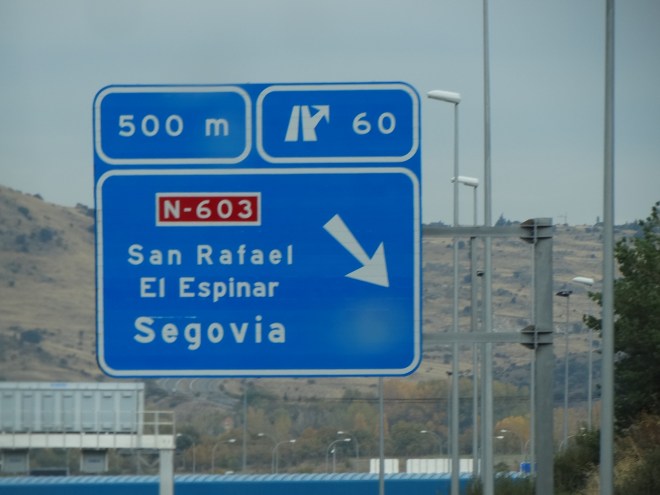 500 m
60
N-603
San Rafael
El Espinar
Segovia